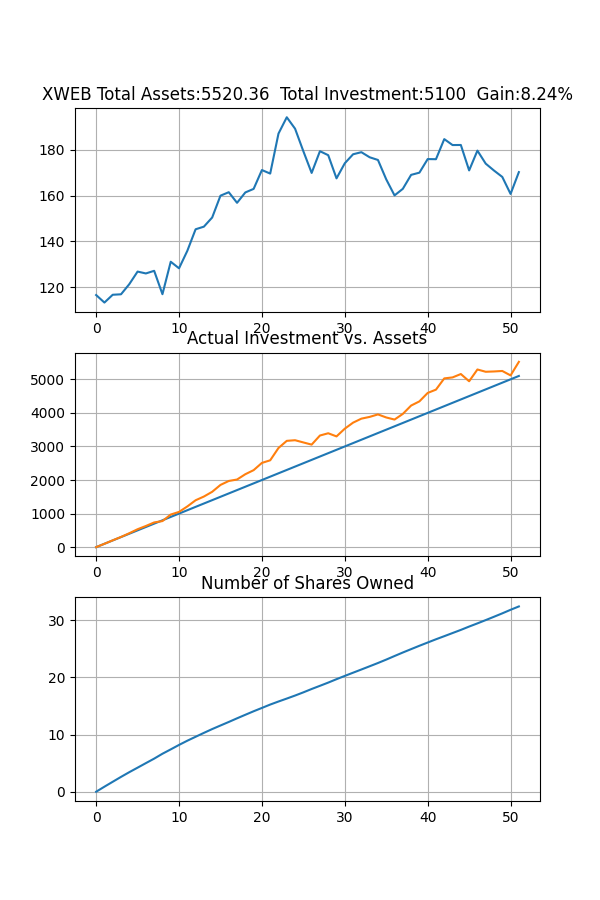 XWEB Total Assets:5520.36  Total Investment:5100  Gain:8.24%
180
160
140
120
0 10 20 30 40 50
Actual Investment vs. Assets
5000
4000
3000
2000
1000
0
0 10 20 30 40 50
Number of Shares Owned
30
20
10
0
0 10 20 30 40 50